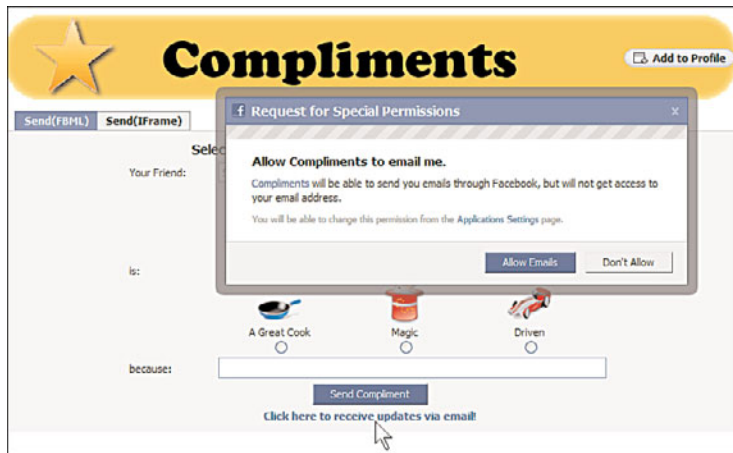 Compliments
Add to Profile
Send(FBML) Send(IFrame)
f Request for Special Permissions x
Your Friend:
Allow Compliments to email me.
Compliments will be able to send you emails through Facebook, but will not get access to
your email address.
You will be able to change this permission from the Applications Settings page.
Allow Emails Don't Allow
is:
A Great Cook Magic Driven
because:
Send Compliment
Click here to receive updates via email!